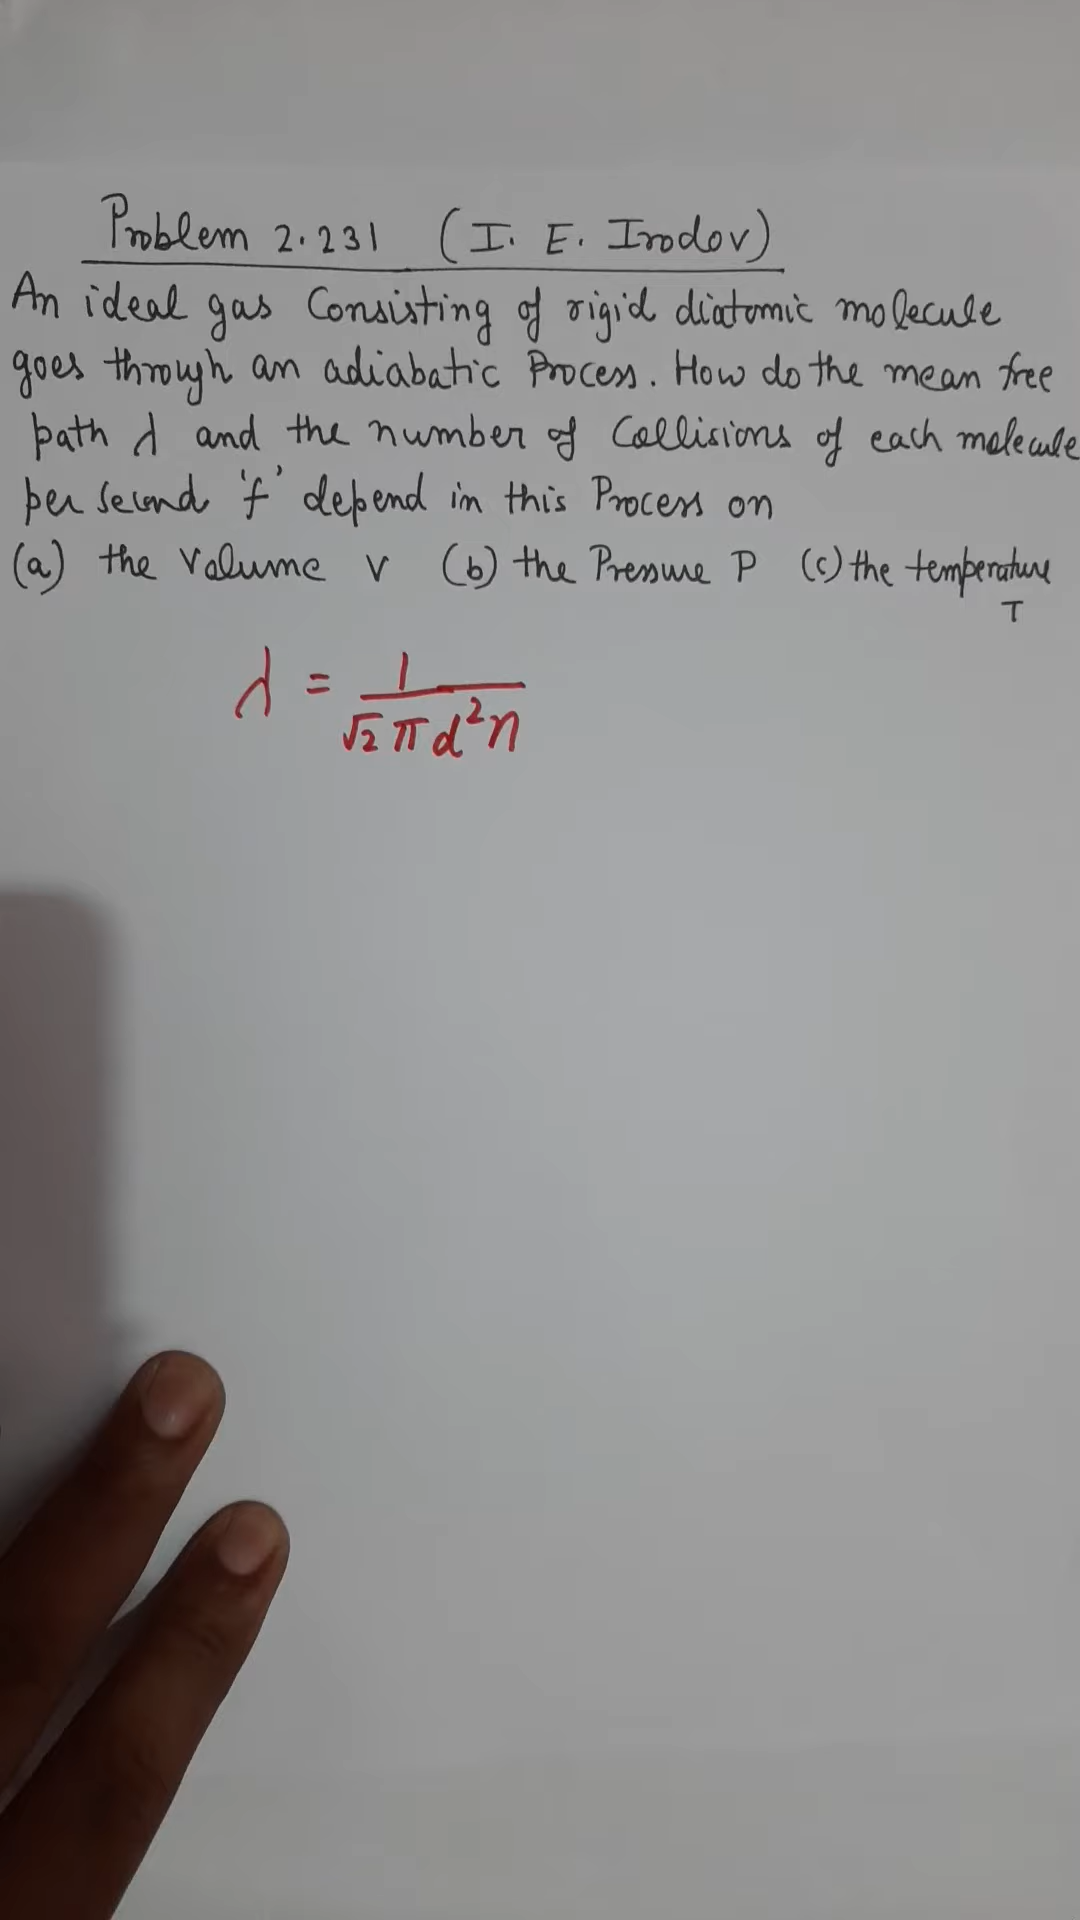 Problem 2.231 (I. E. Irodov)
An ideal gas Consisting of rigid diatomic molecule
goes through an adiabatic Process. How do the mean free
path λ and the number of Collisions of each molecule
per second 'f' depend in this Process on
(a) the Volume V (b) the Pressure P (c) the temperature
T
λ = 1/√2 π d²n